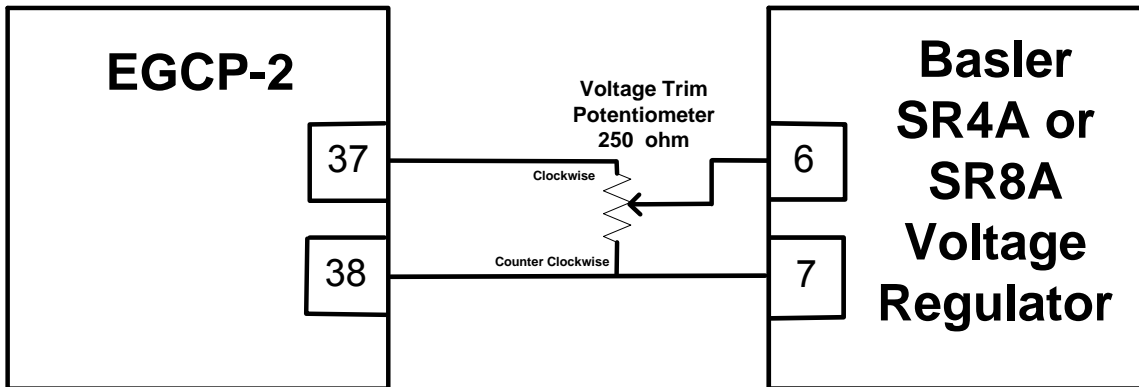 EGCP-2
37
38
Voltage Trim
Potentiometer
250 ohm
Clockwise
Counter Clockwise
6
7
Basler
SR4A or
SR8A
Voltage
Regulator